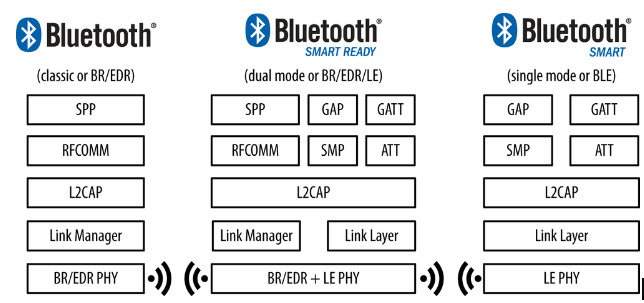 Bluetooth®
(classic or BR/EDR)
SPP
RFCOMM
L2CAP
Link Manager
BR/EDR PHY
Bluetooth®
SMART READY
(dual mode or BR/EDR/LE)
SPP GAP GATT
RFCOMM SMP ATT
L2CAP
Link Manager Link Layer
BR/EDR + LE PHY
Bluetooth®
SMART
(single mode or BLE)
GAP GATT
SMP ATT
L2CAP
Link Layer
LE PHY